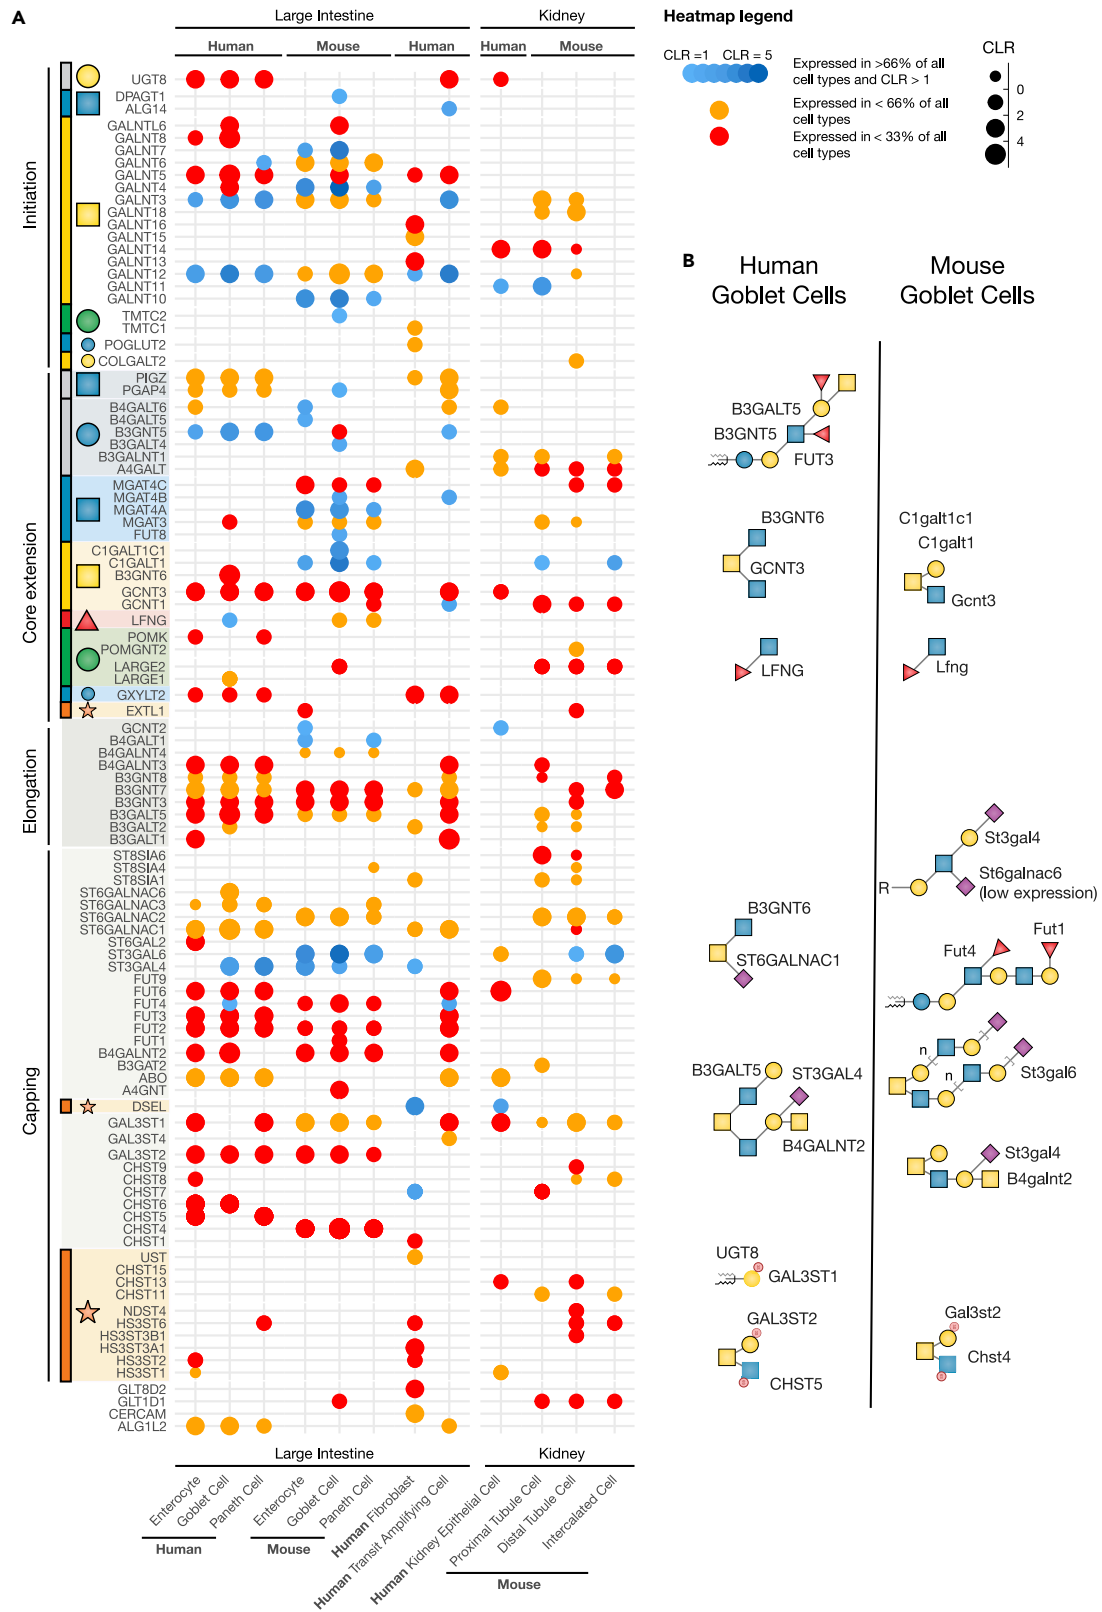 A
Large Intestine
Kidney
Human
Mouse
Human
Human
Mouse
Heatmap legend
CLR =1
CLR = 5
Expressed in >66% of all
cell types and CLR > 1
Expressed in < 66% of all
cell types
Expressed in < 33% of all
cell types
CLR
0
2
4
Initiation
UGT8
DPAGT1
ALG14
GALNTL6
GALNT8
GALNT7
GALNT6
GALNT5
GALNT4
GALNT3
GALNT18
GALNT16
GALNT15
GALNT14
GALNT13
GALNT12
GALNT11
GALNT10
TMTC2
TMTC1
POGLUT2
COLGALT2
Core extension
PIGZ
PGAP4
B4GALT6
B4GALT5
B3GNT5
B3GALT4
B3GALNT1
A4GALT
MGAT4C
MGAT4B
MGAT4A
MGAT3
FUT8
C1GALT1C1
C1GALT1
B3GNT6
GCNT3
GCNT1
LFNG
POMK
POMGNT2
LARGE2
LARGE1
GXYLT2
EXTL1
Elongation
GCNT2
B4GALT1
B4GALNT4
B4GALNT3
B3GNT8
B3GNT7
B3GNT3
B3GALT5
B3GALT2
B3GALT1
Capping
ST8SIA6
ST8SIA4
ST8SIA1
ST6GALNAC6
ST6GALNAC3
ST6GALNAC2
ST6GALNAC1
ST6GAL2
ST3GAL6
ST3GAL4
FUT9
FUT6
FUT4
FUT3
FUT2
FUT1
B4GALNT2
B3GAT2
ABO
A4GNT
DSEL
GAL3ST1
GAL3ST4
GAL3ST2
CHST9
CHST8
CHST7
CHST6
CHST5
CHST4
CHST1
UST
CHST15
CHST13
CHST11
NDST4
HS3ST6
HS3ST3B1
HS3ST3A1
HS3ST2
HS3ST1
GLT8D2
GLT1D1
CERCAM
ALG1L2
Large Intestine
Kidney
Enterocyte
Goblet Cell
Paneth Cell
Enterocyte
Goblet Cell
Paneth Cell
Human Fibroblast
Human Transit Amplifying Cell
Human Kidney Epithelial Cell
Proximal Tubule Cell
Distal Tubule Cell
Intercalated Cell
Human
Mouse
Mouse
B
Human
Goblet Cells
Mouse
Goblet Cells
B3GALT5
B3GNT5
FUT3
B3GNT6
GCNT3
C1galt1c1
C1galt1
Gcnt3
LFNG
Lfng
St3gal4
St6galnac6
(low expression)
R
B3GNT6
ST6GALNAC1
Fut4
Fut1
n
n
St3gal6
B3GALT5
ST3GAL4
B4GALNT2
St3gal4
B4galnt2
UGT8
GAL3ST1
GAL3ST2
CHST5
Gal3st2
Chst4